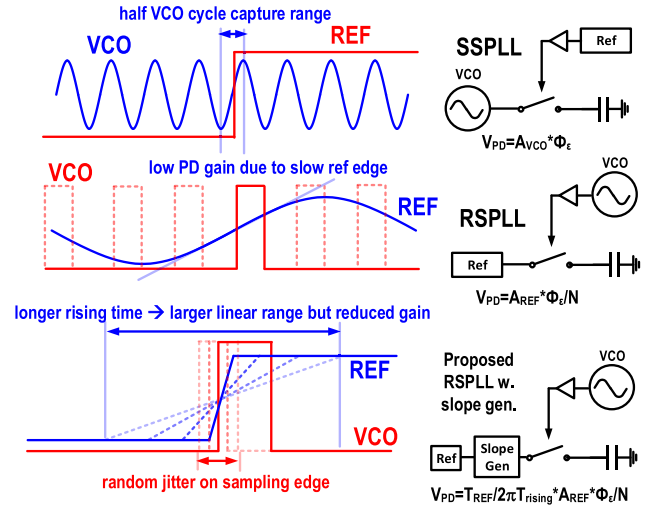 half VCO cycle capture range
VCO
REF
SSPLL
Ref
VCO
V_PD=A_VCO*Φ_ε
low PD gain due to slow ref edge
VCO
REF
RSPLL
VCO
Ref
V_PD=A_REF*Φ_ε/N
longer rising time → larger linear range but reduced gain
REF
VCO
random jitter on sampling edge
Proposed
RSPLL w.
slope gen.
VCO
Ref
Slope
Gen
V_PD=T_REF/2πT_rising*A_REF*Φ_ε/N